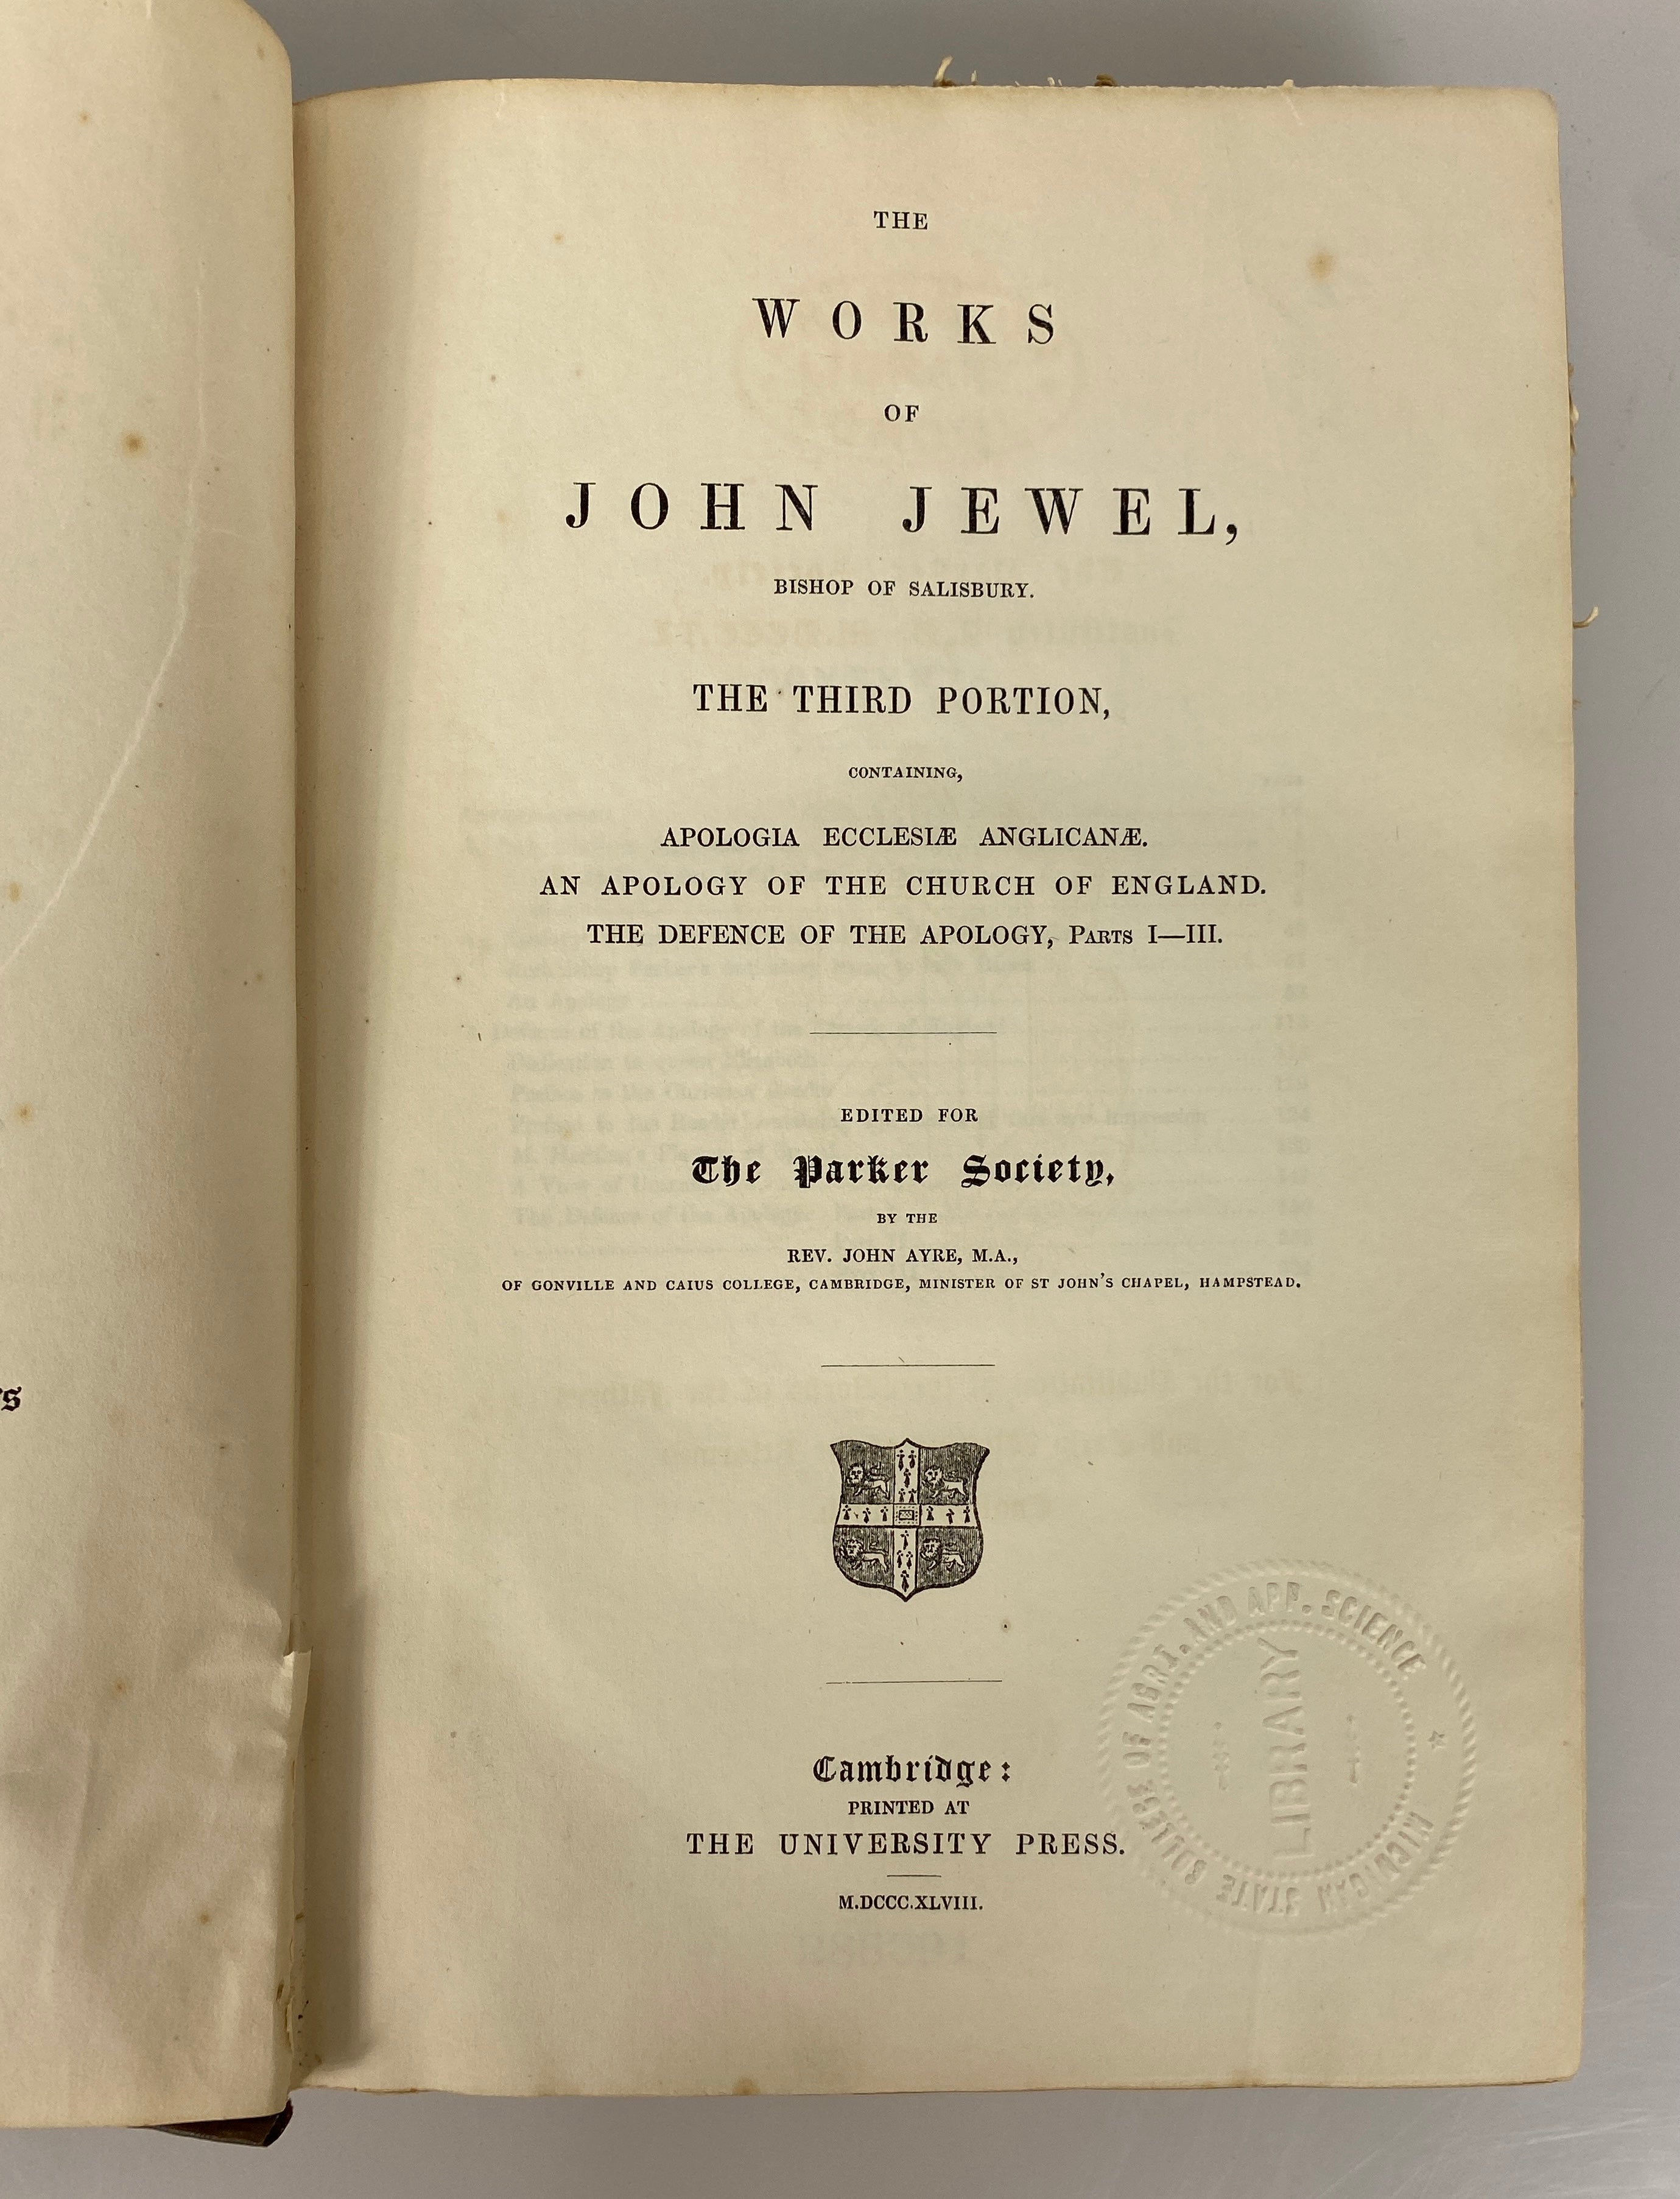 THE
WORKS
OF
JOHN JEWEL,
BISHOP OF SALISBURY.
THE THIRD PORTION,
CONTAINING,
APOLOGIA ECCLESIÆ ANGLICANÆ.
AN APOLOGY OF THE CHURCH OF ENGLAND.
THE DEFENCE OF THE APOLOGY, PARTS I—III.
EDITED FOR
The Parker Society,
BY THE
REV. JOHN AYRE, M.A.,
OF GONVILLE AND CAIUS COLLEGE, CAMBRIDGE, MINISTER OF ST JOHN'S CHAPEL, HAMPSTEAD.
Cambridge:
PRINTED AT
THE UNIVERSITY PRESS.
M.DCCC.XLVIII.
MICHIGAN STATE COLLEGE OF AGRI. AND APP. SCIENCE
LIBRARY